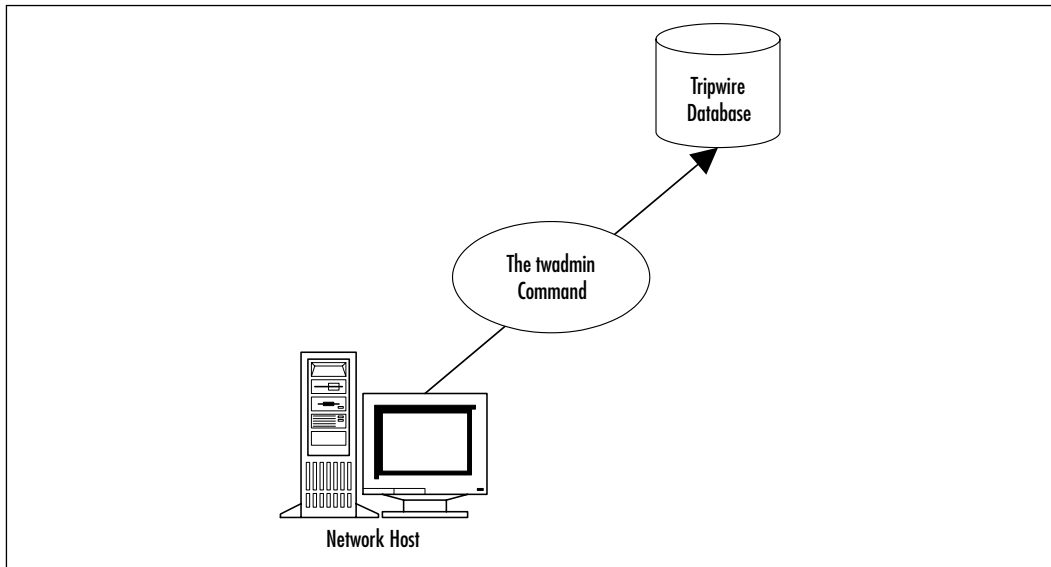 Tripwire
Database
The twadmin
Command
Network Host